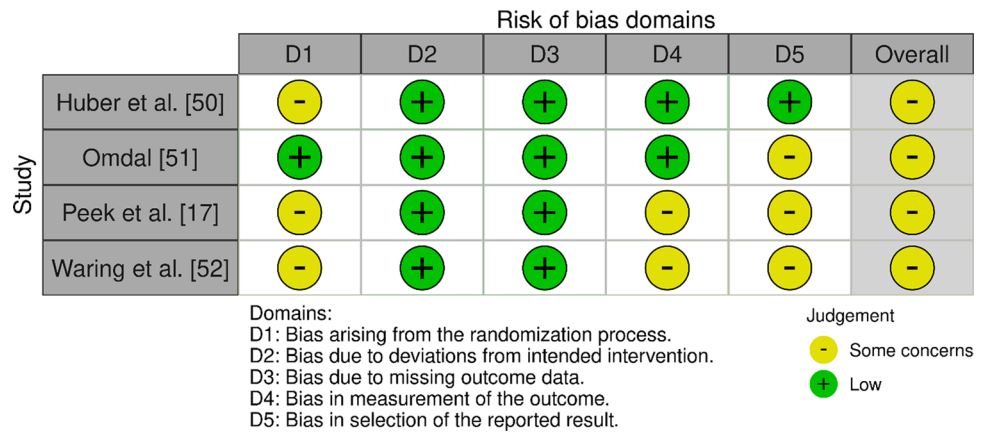 Risk of bias domains
D1 D2 D3 D4 D5 Overall
Study
Huber et al. [50] - + + + + -
Omdal [51] + + + + - -
Peek et al. [17] - + + - - -
Waring et al. [52] - + + - - -
Domains:
D1: Bias arising from the randomization process.
D2: Bias due to deviations from intended intervention.
D3: Bias due to missing outcome data.
D4: Bias in measurement of the outcome.
D5: Bias in selection of the reported result.
Judgement
- Some concerns
+ Low